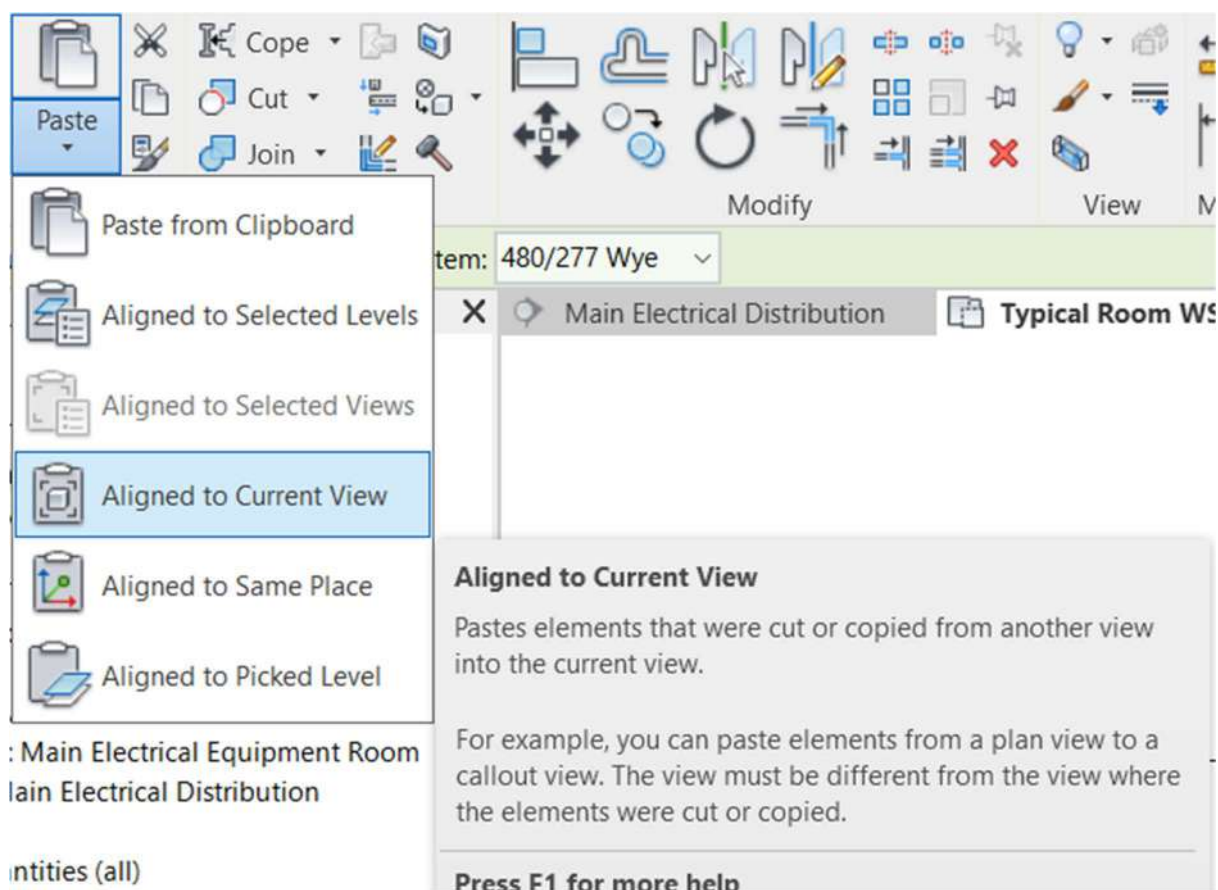 Cope
Cut
Paste
Join
Modify
View
M
Paste from Clipboard
tem: 480/277 Wye
Aligned to Selected Levels
Main Electrical Distribution
Typical Room WS
Aligned to Selected Views
Aligned to Current View
Aligned to Same Place
Aligned to Picked Level
Aligned to Current View
Pastes elements that were cut or copied from another view
into the current view.
For example, you can paste elements from a plan view to a
callout view. The view must be different from the view where
the elements were cut or copied.
Press F1 for more help
: Main Electrical Equipment Room
lain Electrical Distribution
intities (all)